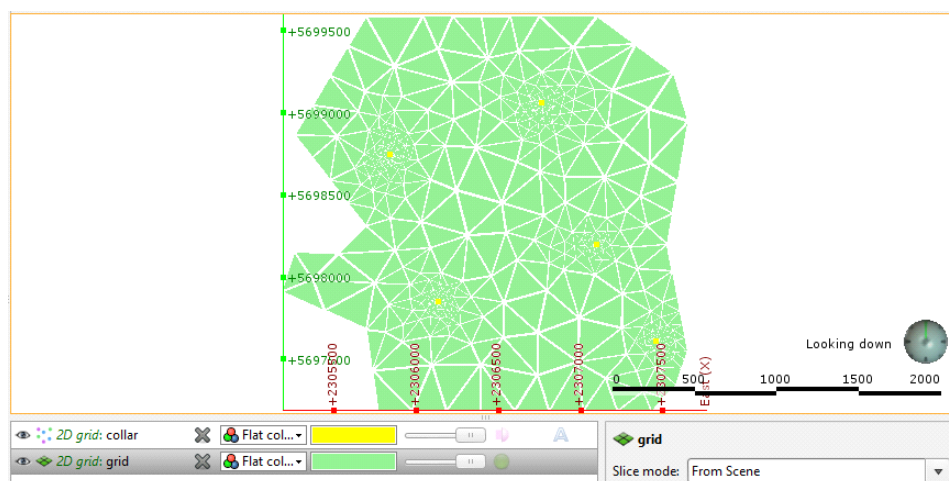 +5699500
+5699000
+5698500
+5698000
+5697500
+2305500
+2306000
+2306500
+2307000
+2307500
East (X)
Looking down
0 500 1000 1500 2000
2D grid: collar Flat col...
2D grid: grid Flat col...
grid
Slice mode: From Scene